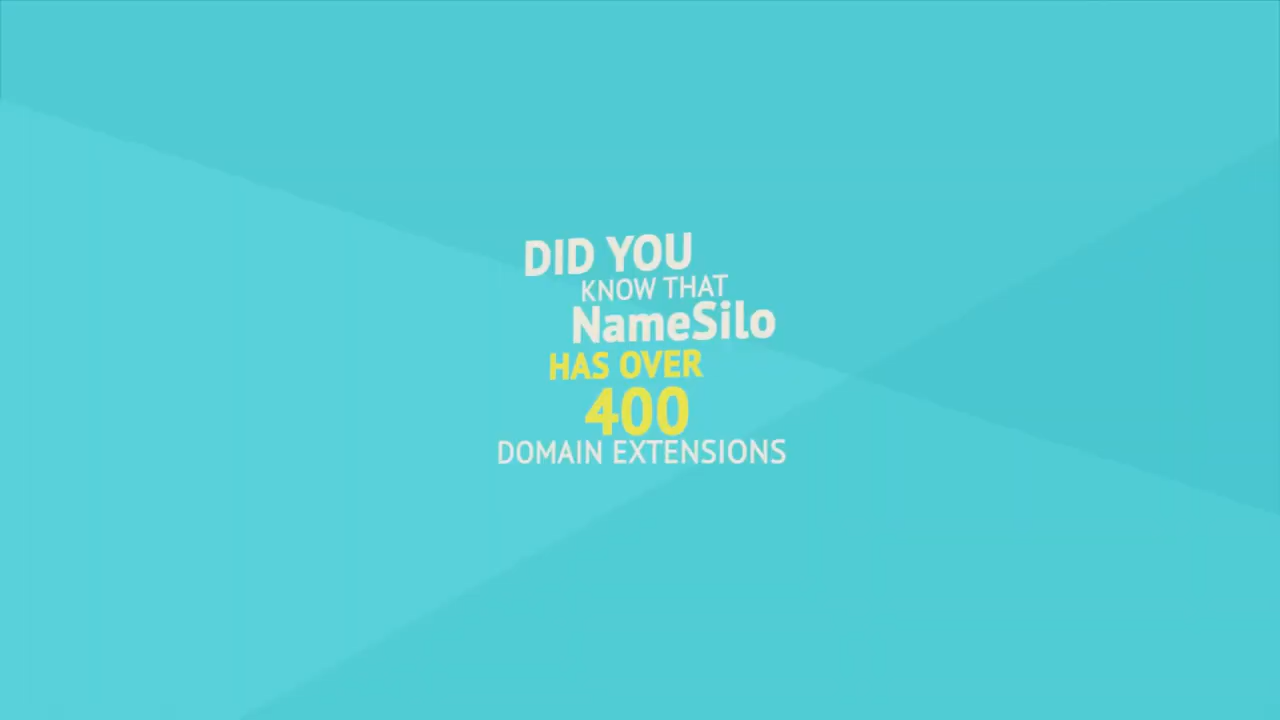 DID YOU
KNOW THAT
NameSilo
HAS OVER
400
DOMAIN EXTENSIONS